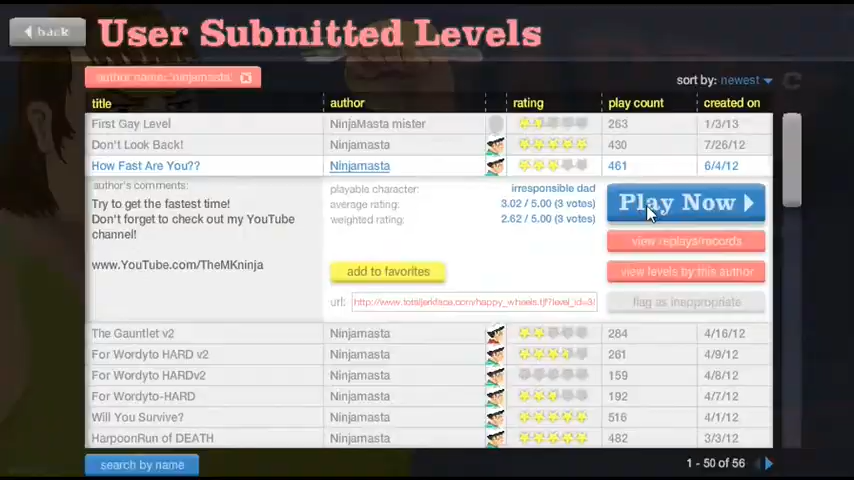 back
User Submitted Levels
author name: ninjamasta
sort by: newest
title author rating play count created on
First Gay Level NinjaMasta mister 263 1/3/13
Don't Look Back! Ninjamasta 430 7/26/12
How Fast Are You?? Ninjamasta 461 6/4/12
author's comments:
Try to get the fastest time!
Don't forget to check out my YouTube
channel!
www.YouTube.com/TheMKninja
playable character: irresponsible dad
average rating: 3.02 / 5.00 (3 votes)
weighted rating: 2.62 / 5.00 (3 votes)
add to favorites
url: http://www.totaljerkface.com/happy_wheels.tjf?level_id=3
Play Now
view replays/records
view levels by this author
flag as inappropriate
The Gauntlet v2 Ninjamasta 284 4/16/12
For Wordyto HARD v2 Ninjamasta 261 4/9/12
For Wordyto HARDv2 Ninjamasta 159 4/8/12
For Wordyto-HARD Ninjamasta 192 4/7/12
Will You Survive? Ninjamasta 516 4/1/12
HarpoonRun of DEATH Ninjamasta 482 3/3/12
search by name
1 - 50 of 56